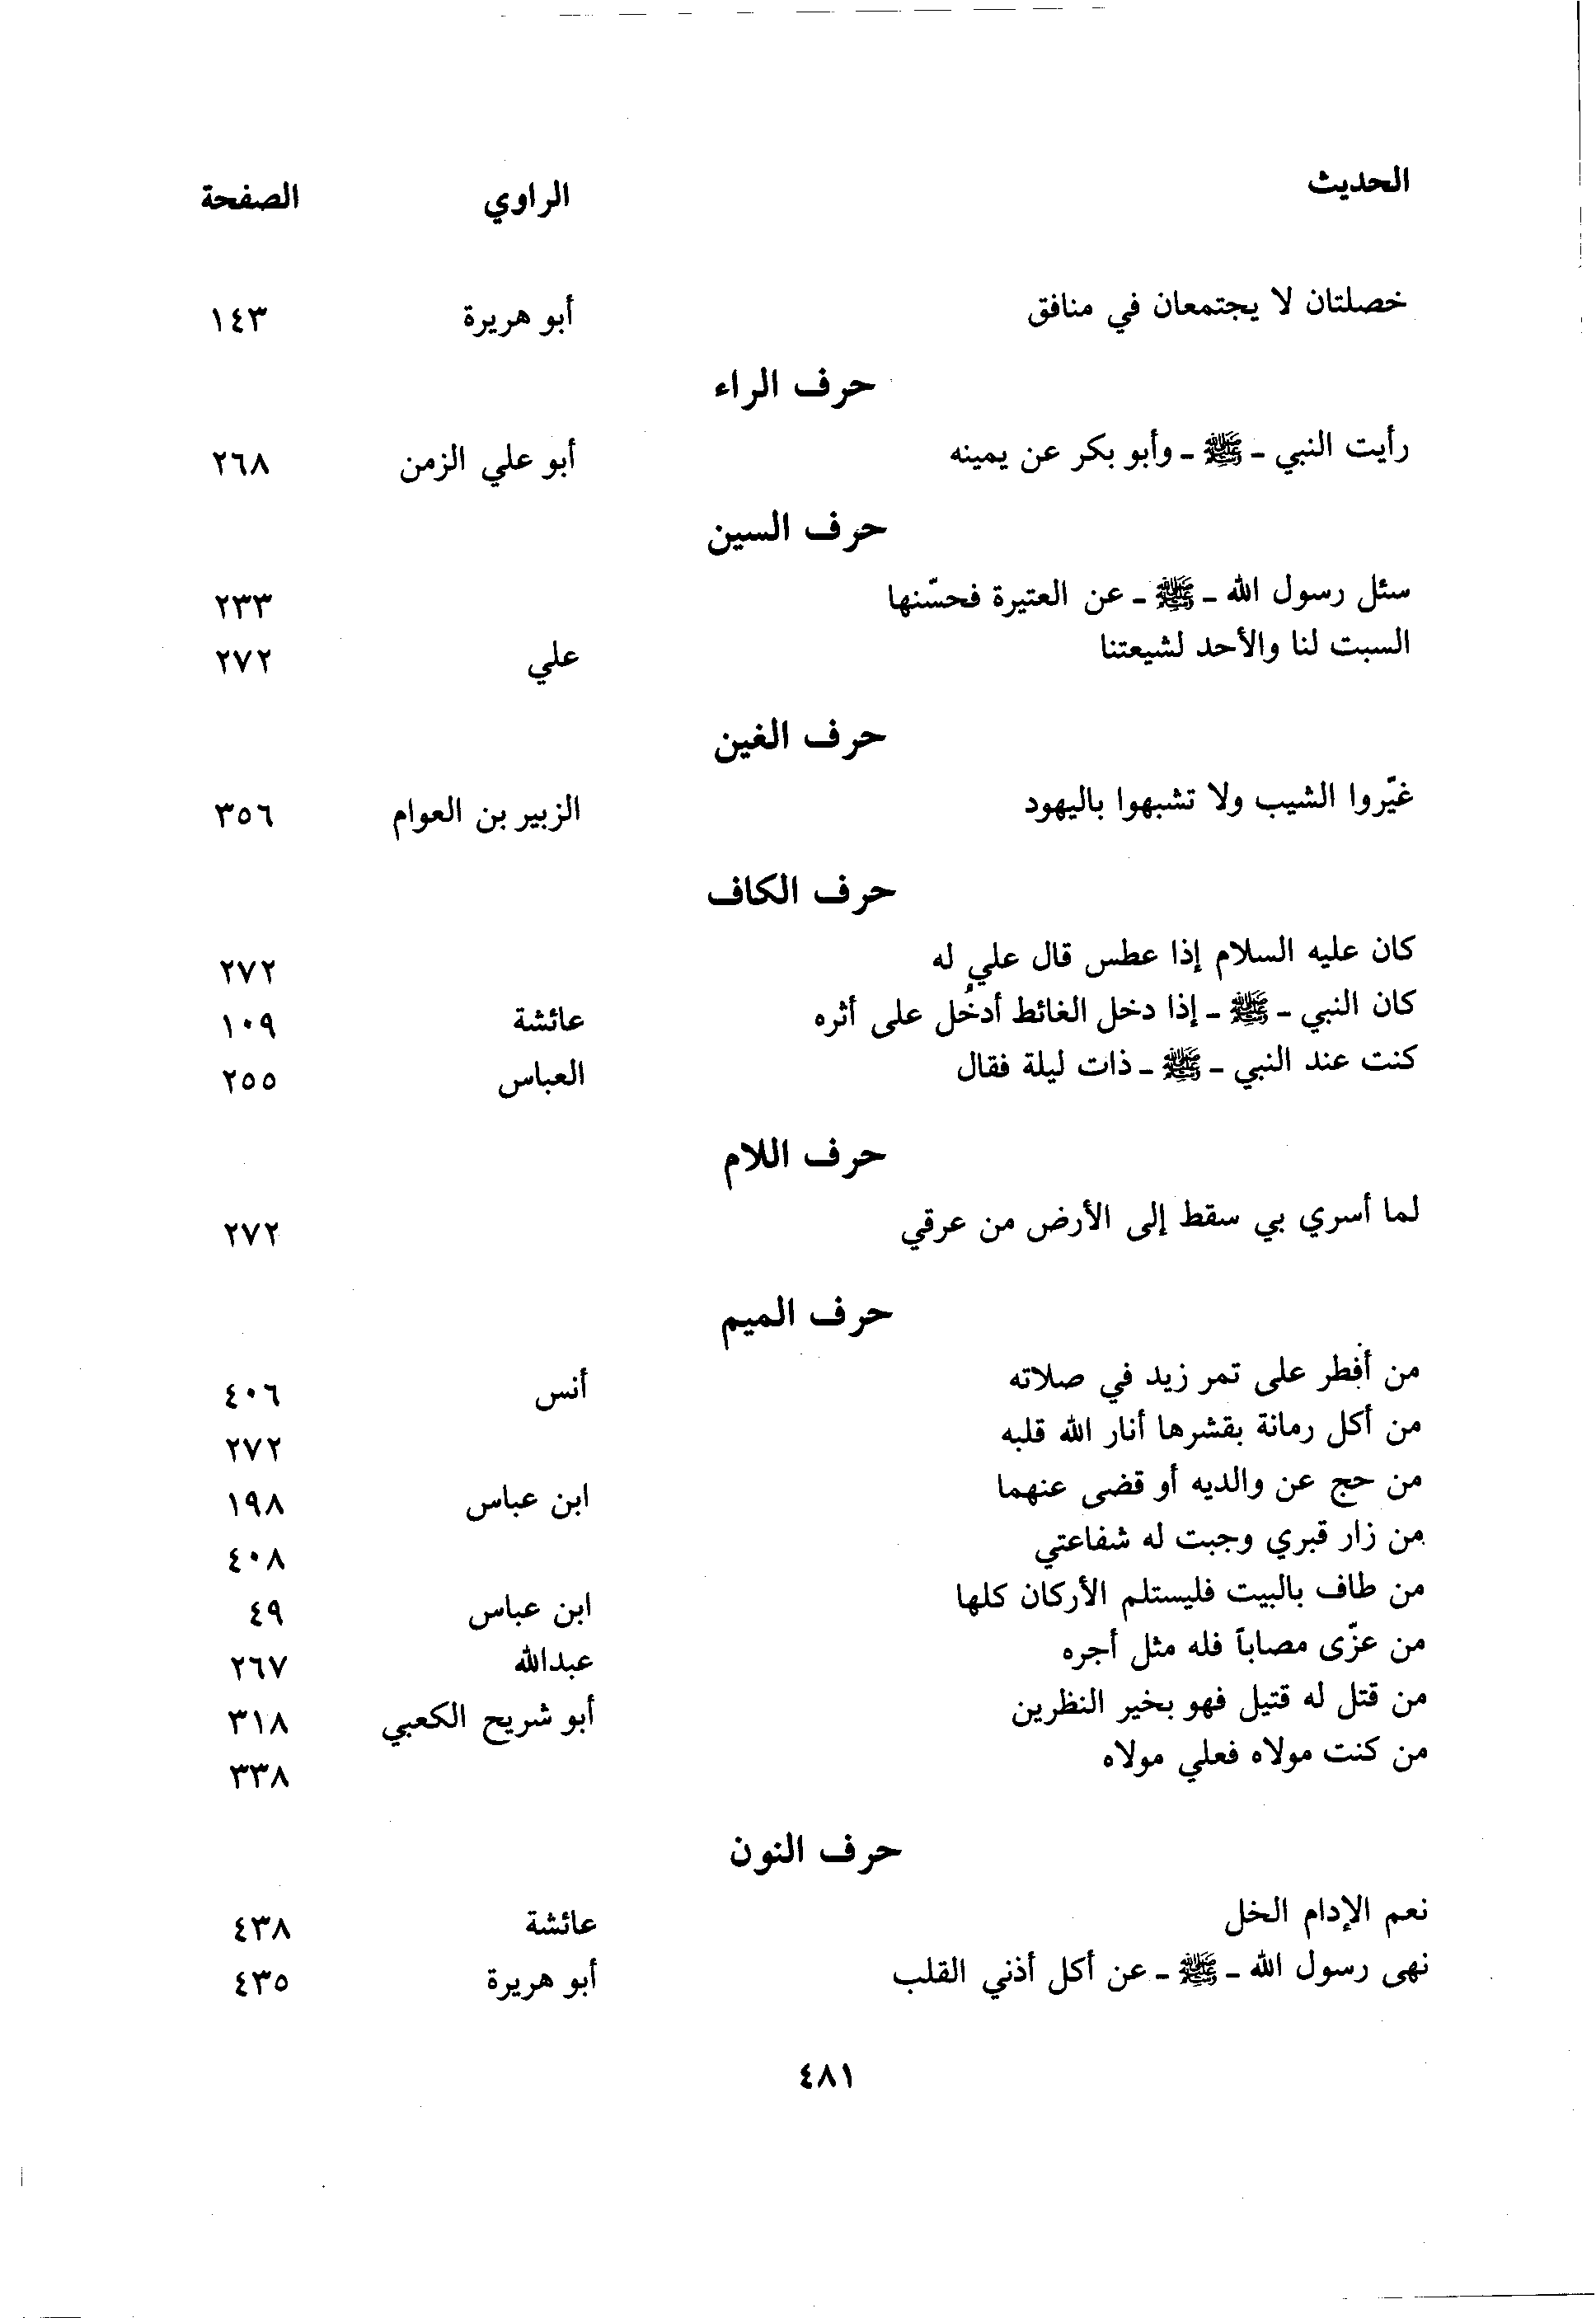 الحديث الراوي الصفحة
خصلتان لا يجتمعان في منافق أبو هريرة ١٤٣
حرف الراء
رأيت النبي ـ ﷺ ـ وأبو بكر عن يمينه أبو علي الزمن ٢٦٨
حرف السين
سئل رسول الله ـ ﷺ ـ عن العتيرة فحسّنها ٢٣٣
السبت لنا والأحد لشيعتنا علي ٢٧٢
حرف الغين
غيّروا الشيب ولا تشبهوا باليهود الزبير بن العوام ٣٥٦
حرف الكاف
كان عليه السلام إذا عطس قال علي له ٢٧٢
كان النبي ـ ﷺ ـ إذا دخل الغائط أدخُل على أثره عائشة ١٠٩
كنت عند النبي ـ ﷺ ـ ذات ليلة فقال العباس ٢٥٥
حرف اللام
لما أسري بي سقط إلى الأرض من عرقي ٢٧٢
حرف الميم
من أفطر على تمر زيد في صلاته أنس ٤٠٦
من أكل رمانة بقشرها أنار الله قلبه ٢٧٢
من حج عن والديه أو قضى عنهما ابن عباس ١٩٨
من زار قبري وجبت له شفاعتي ٤٠٨
من طاف بالبيت فليستلم الأركان كلها ابن عباس ٤٩
من عزّى مصاباً فله مثل أجره عبدالله ٢٦٧
من قتل له قتيل فهو بخير النظرين أبو شريح الكعبي ٣١٨
من كنت مولاه فعلي مولاه ٣٣٨
حرف النون
نعم الإدام الخل عائشة ٤٣٨
نهى رسول الله ـ ﷺ ـ عن أكل أذني القلب أبو هريرة ٤٣٥
٤٨١